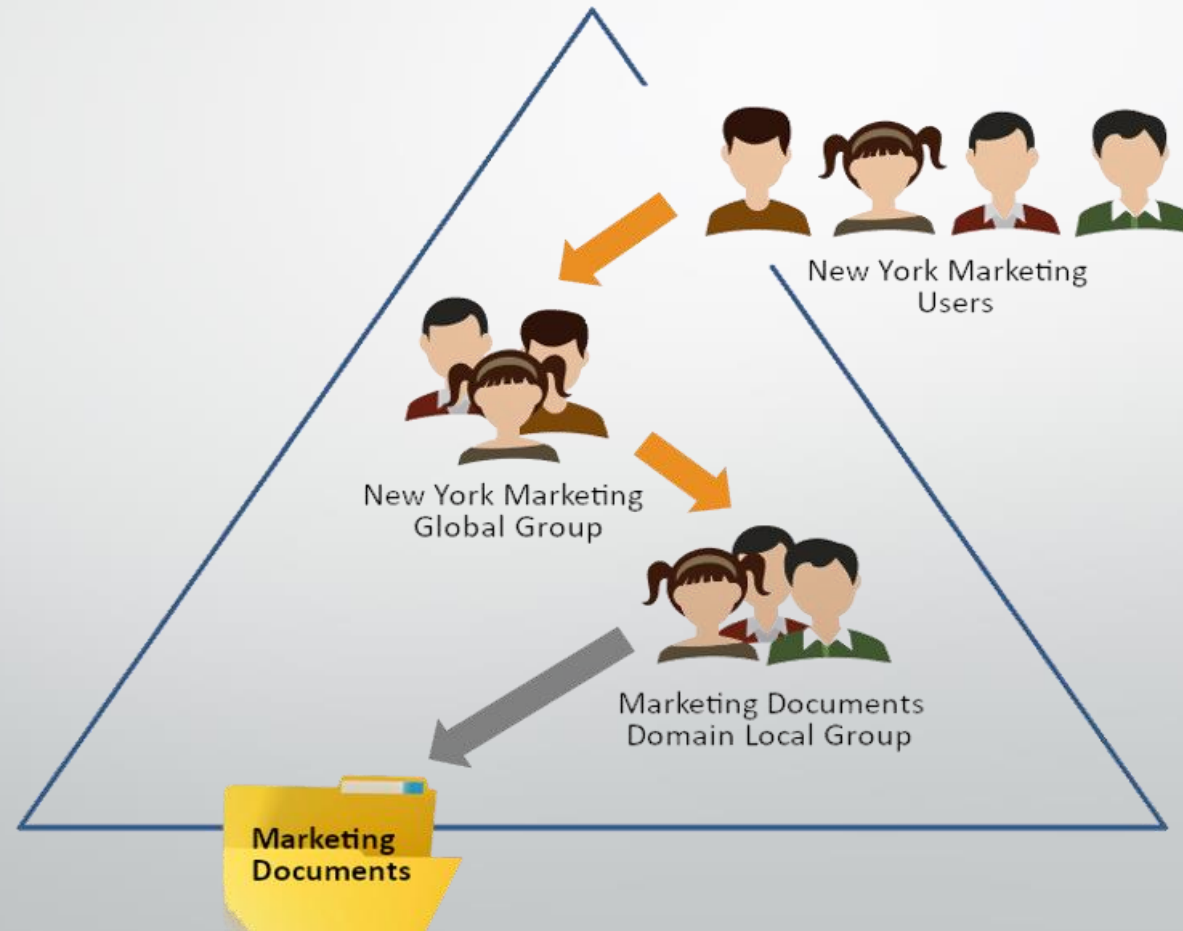 New York Marketing
Users
New York Marketing
Global Group
Marketing Documents
Domain Local Group
Marketing
Documents